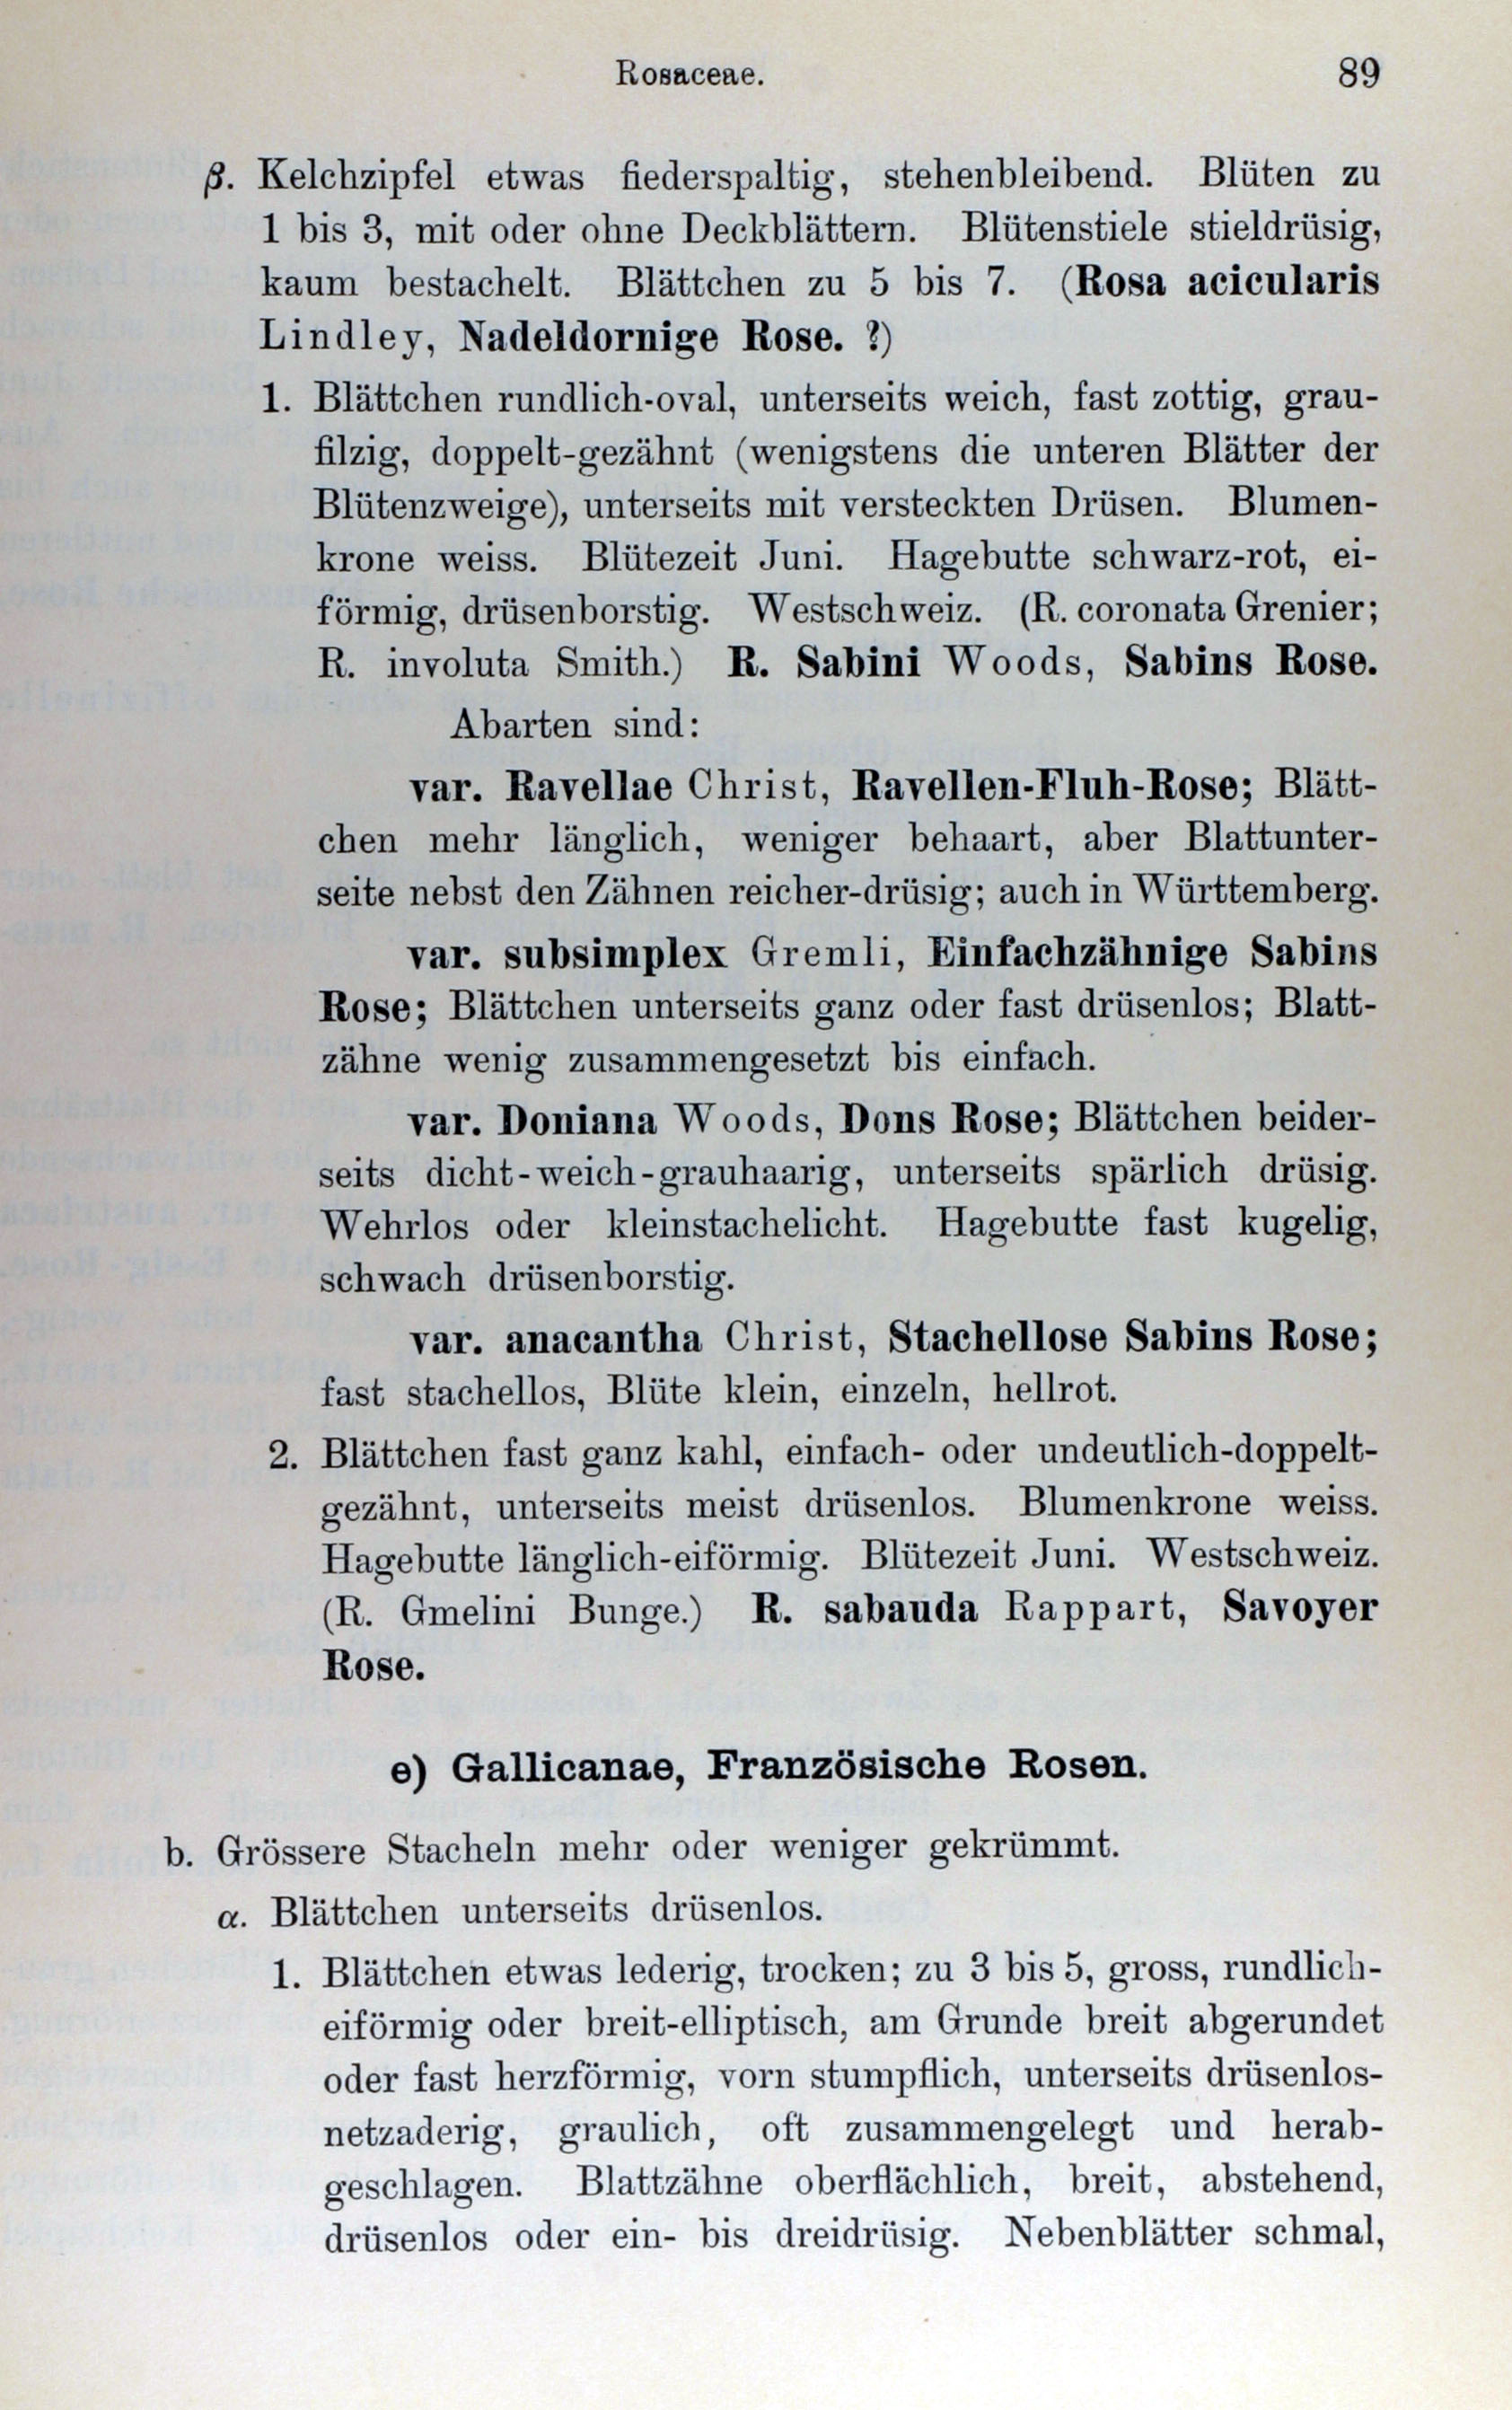 Rosaceae. 89
β. Kelchzipfel etwas fiederspaltig, stehenbleibend. Blüten zu
1 bis 3, mit oder ohne Deckblättern. Blütenstiele stieldrüsig,
kaum bestachelt. Blättchen zu 5 bis 7. (Rosa acicularis
Lindley, Nadeldornige Rose. ?)
1. Blättchen rundlich-oval, unterseits weich, fast zottig, grau-
filzig, doppelt-gezähnt (wenigstens die unteren Blätter der
Blütenzweige), unterseits mit versteckten Drüsen. Blumen-
krone weiss. Blütezeit Juni. Hagebutte schwarz-rot, ei-
förmig, drüsenborstig. Westschweiz. (R. coronata Grenier;
R. involuta Smith.) R. Sabini Woods, Sabins Rose.
Abarten sind:
var. Ravellae Christ, Ravellen-Fluh-Rose; Blätt-
chen mehr länglich, weniger behaart, aber Blattunter-
seite nebst den Zähnen reicher-drüsig; auch in Württemberg.
var. subsimplex Gremli, Einfachzähnige Sabins
Rose; Blättchen unterseits ganz oder fast drüsenlos; Blatt-
zähne wenig zusammengesetzt bis einfach.
var. Doniana Woods, Dons Rose; Blättchen beider-
seits dicht-weich-grauhaarig, unterseits spärlich drüsig.
Wehrlos oder kleinstachelicht. Hagebutte fast kugelig,
schwach drüsenborstig.
var. anacantha Christ, Stachellose Sabins Rose;
fast stachellos, Blüte klein, einzeln, hellrot.
2. Blättchen fast ganz kahl, einfach- oder undeutlich-doppelt-
gezähnt, unterseits meist drüsenlos. Blumenkrone weiss.
Hagebutte länglich-eiförmig. Blütezeit Juni. Westschweiz.
(R. Gmelini Bunge.) R. sabauda Rappart, Savoyer
Rose.
e) Gallicanae, Französische Rosen.
b. Grössere Stacheln mehr oder weniger gekrümmt.
α. Blättchen unterseits drüsenlos.
1. Blättchen etwas lederig, trocken; zu 3 bis 5, gross, rundlich-
eiförmig oder breit-elliptisch, am Grunde breit abgerundet
oder fast herzförmig, vorn stumpflich, unterseits drüsenlos-
netzaderig, graulich, oft zusammengelegt und herab-
geschlagen. Blattzähne oberflächlich, breit, abstehend,
drüsenlos oder ein- bis dreidrüsig. Nebenblätter schmal,